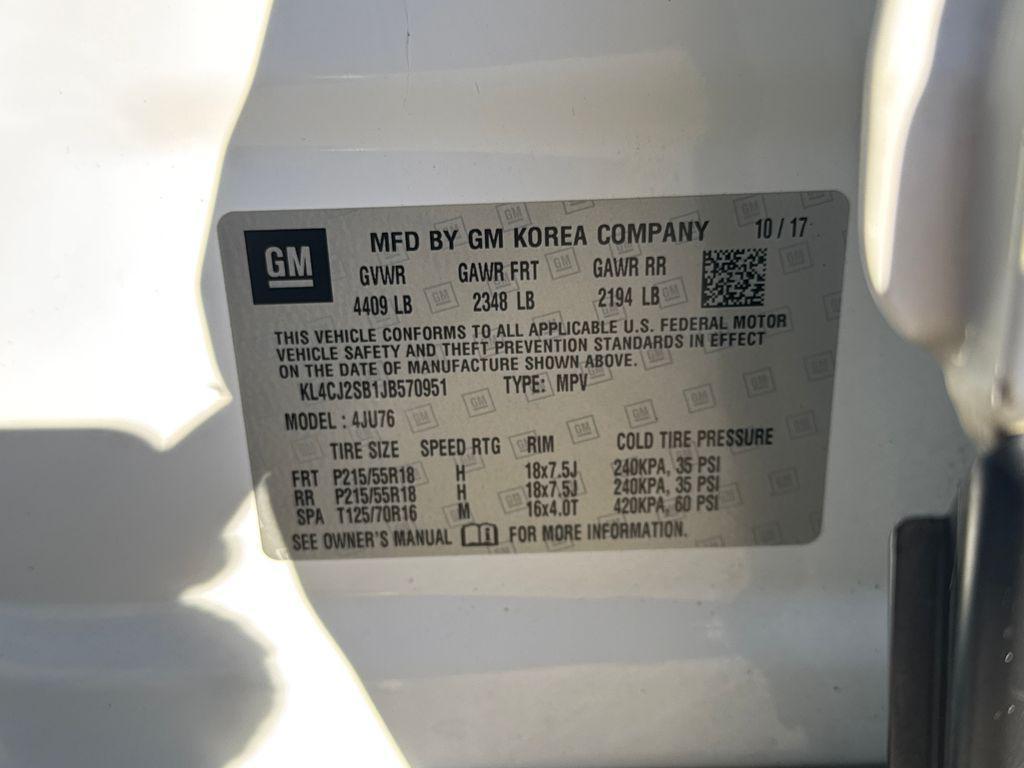 GM
MFD BY GM KOREA COMPANY 10 / 17
GVWR GAWR FRT GAWR RR
4409 LB 2348 LB 2194 LB
THIS VEHICLE CONFORMS TO ALL APPLICABLE U.S. FEDERAL MOTOR
VEHICLE SAFETY AND THEFT PREVENTION STANDARDS IN EFFECT
ON THE DATE OF MANUFACTURE SHOWN ABOVE.
KL4CJ2SB1JB570951 TYPE: MPV
MODEL : 4JU76
TIRE SIZE SPEED RTG RIM COLD TIRE PRESSURE
FRT P215/55R18 H 18x7.5J 240KPA, 35 PSI
RR P215/55R18 H 18x7.5J 240KPA, 35 PSI
SPA T125/70R16 M 16x4.0T 420KPA, 60 PSI
SEE OWNER'S MANUAL FOR MORE INFORMATION.